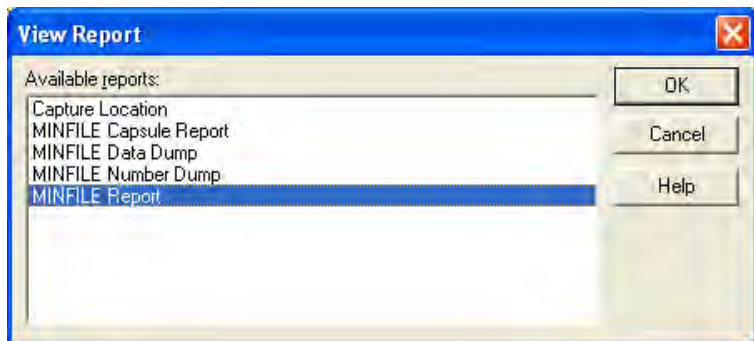 View Report
Available reports:
OK
Capture Location
MINFILE Capsule Report
MINFILE Data Dump
MINFILE Number Dump
MINFILE Report
Cancel
Help